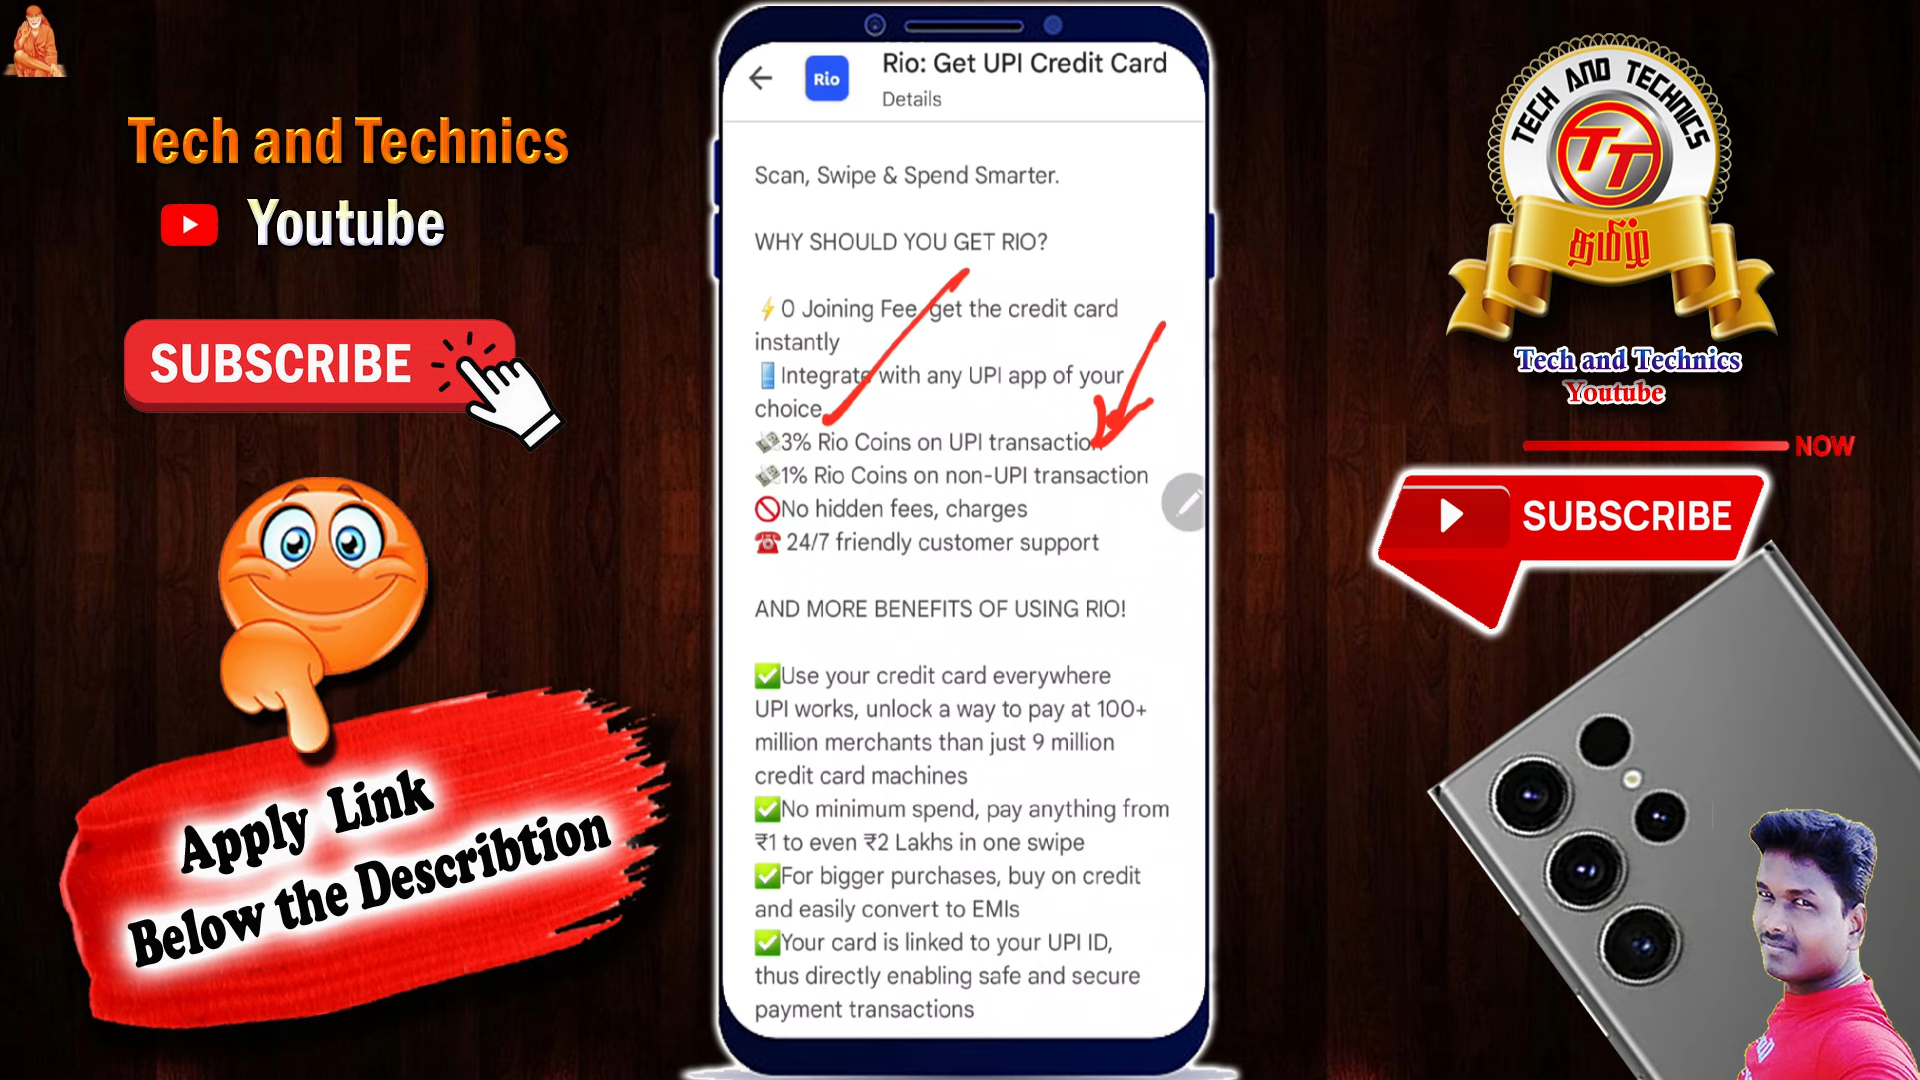 Tech and Technics
Youtube
SUBSCRIBE
Apply Link
Below the Describtion
Rio
Rio: Get UPI Credit Card
Details
Scan, Swipe & Spend Smarter.
WHY SHOULD YOU GET RIO?
⚡0 Joining Fee, get the credit card
instantly
📱Integrate with any UPI app of your
choice
💸3% Rio Coins on UPI transaction
💸1% Rio Coins on non-UPI transaction
🚫No hidden fees, charges
☎️ 24/7 friendly customer support
AND MORE BENEFITS OF USING RIO!
✅Use your credit card everywhere
UPI works, unlock a way to pay at 100+
million merchants than just 9 million
credit card machines
✅No minimum spend, pay anything from
₹1 to even ₹2 Lakhs in one swipe
✅For bigger purchases, buy on credit
and easily convert to EMIs
✅Your card is linked to your UPI ID,
thus directly enabling safe and secure
payment transactions
TECH AND TECHNICS
TT
தமிழ்
Tech and Technics
Youtube
NOW
SUBSCRIBE